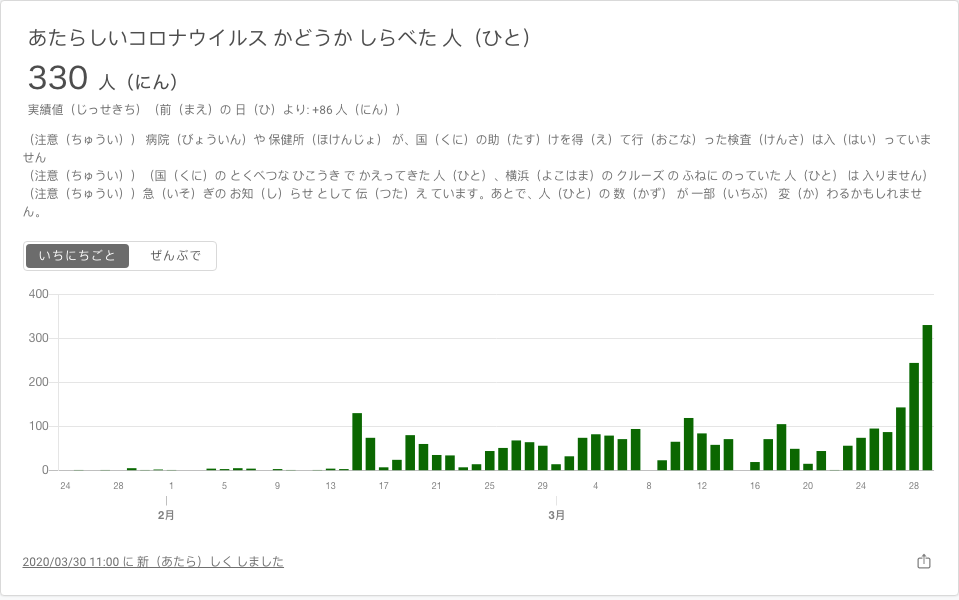 あたらしいコロナウイルス かどうか しらべた 人（ひと）
330 人（にん）
実績値（じっせきち）（前（まえ）の 日（ひ）より: +86 人（にん））
（注意（ちゅうい）） 病院（びょういん）や 保健所（ほけんじょ） が、国（くに）の助（たす）けを得（え）て行（おこな）った検査（けんさ）は入（はい）っていま
せん
（注意（ちゅうい））（国（くに）の とくべつな ひこうき で かえってきた 人（ひと）、横浜（よこはま）の クルーズ の ふねに のっていた 人（ひと） は 入りません）
（注意（ちゅうい））急（いそ）ぎの お知（し）らせ として 伝（つた）え ています。あとで、人（ひと）の 数（かず） が 一部（いちぶ） 変（か）わるかもしれませ
ん。
いちにちごと ぜんぶで
400
300
200
100
0
24 28 1 5 9 13 17 21 25 29 4 8 12 16 20 24 28
2月 3月
2020/03/30 11:00 に 新（あたら）しく しました